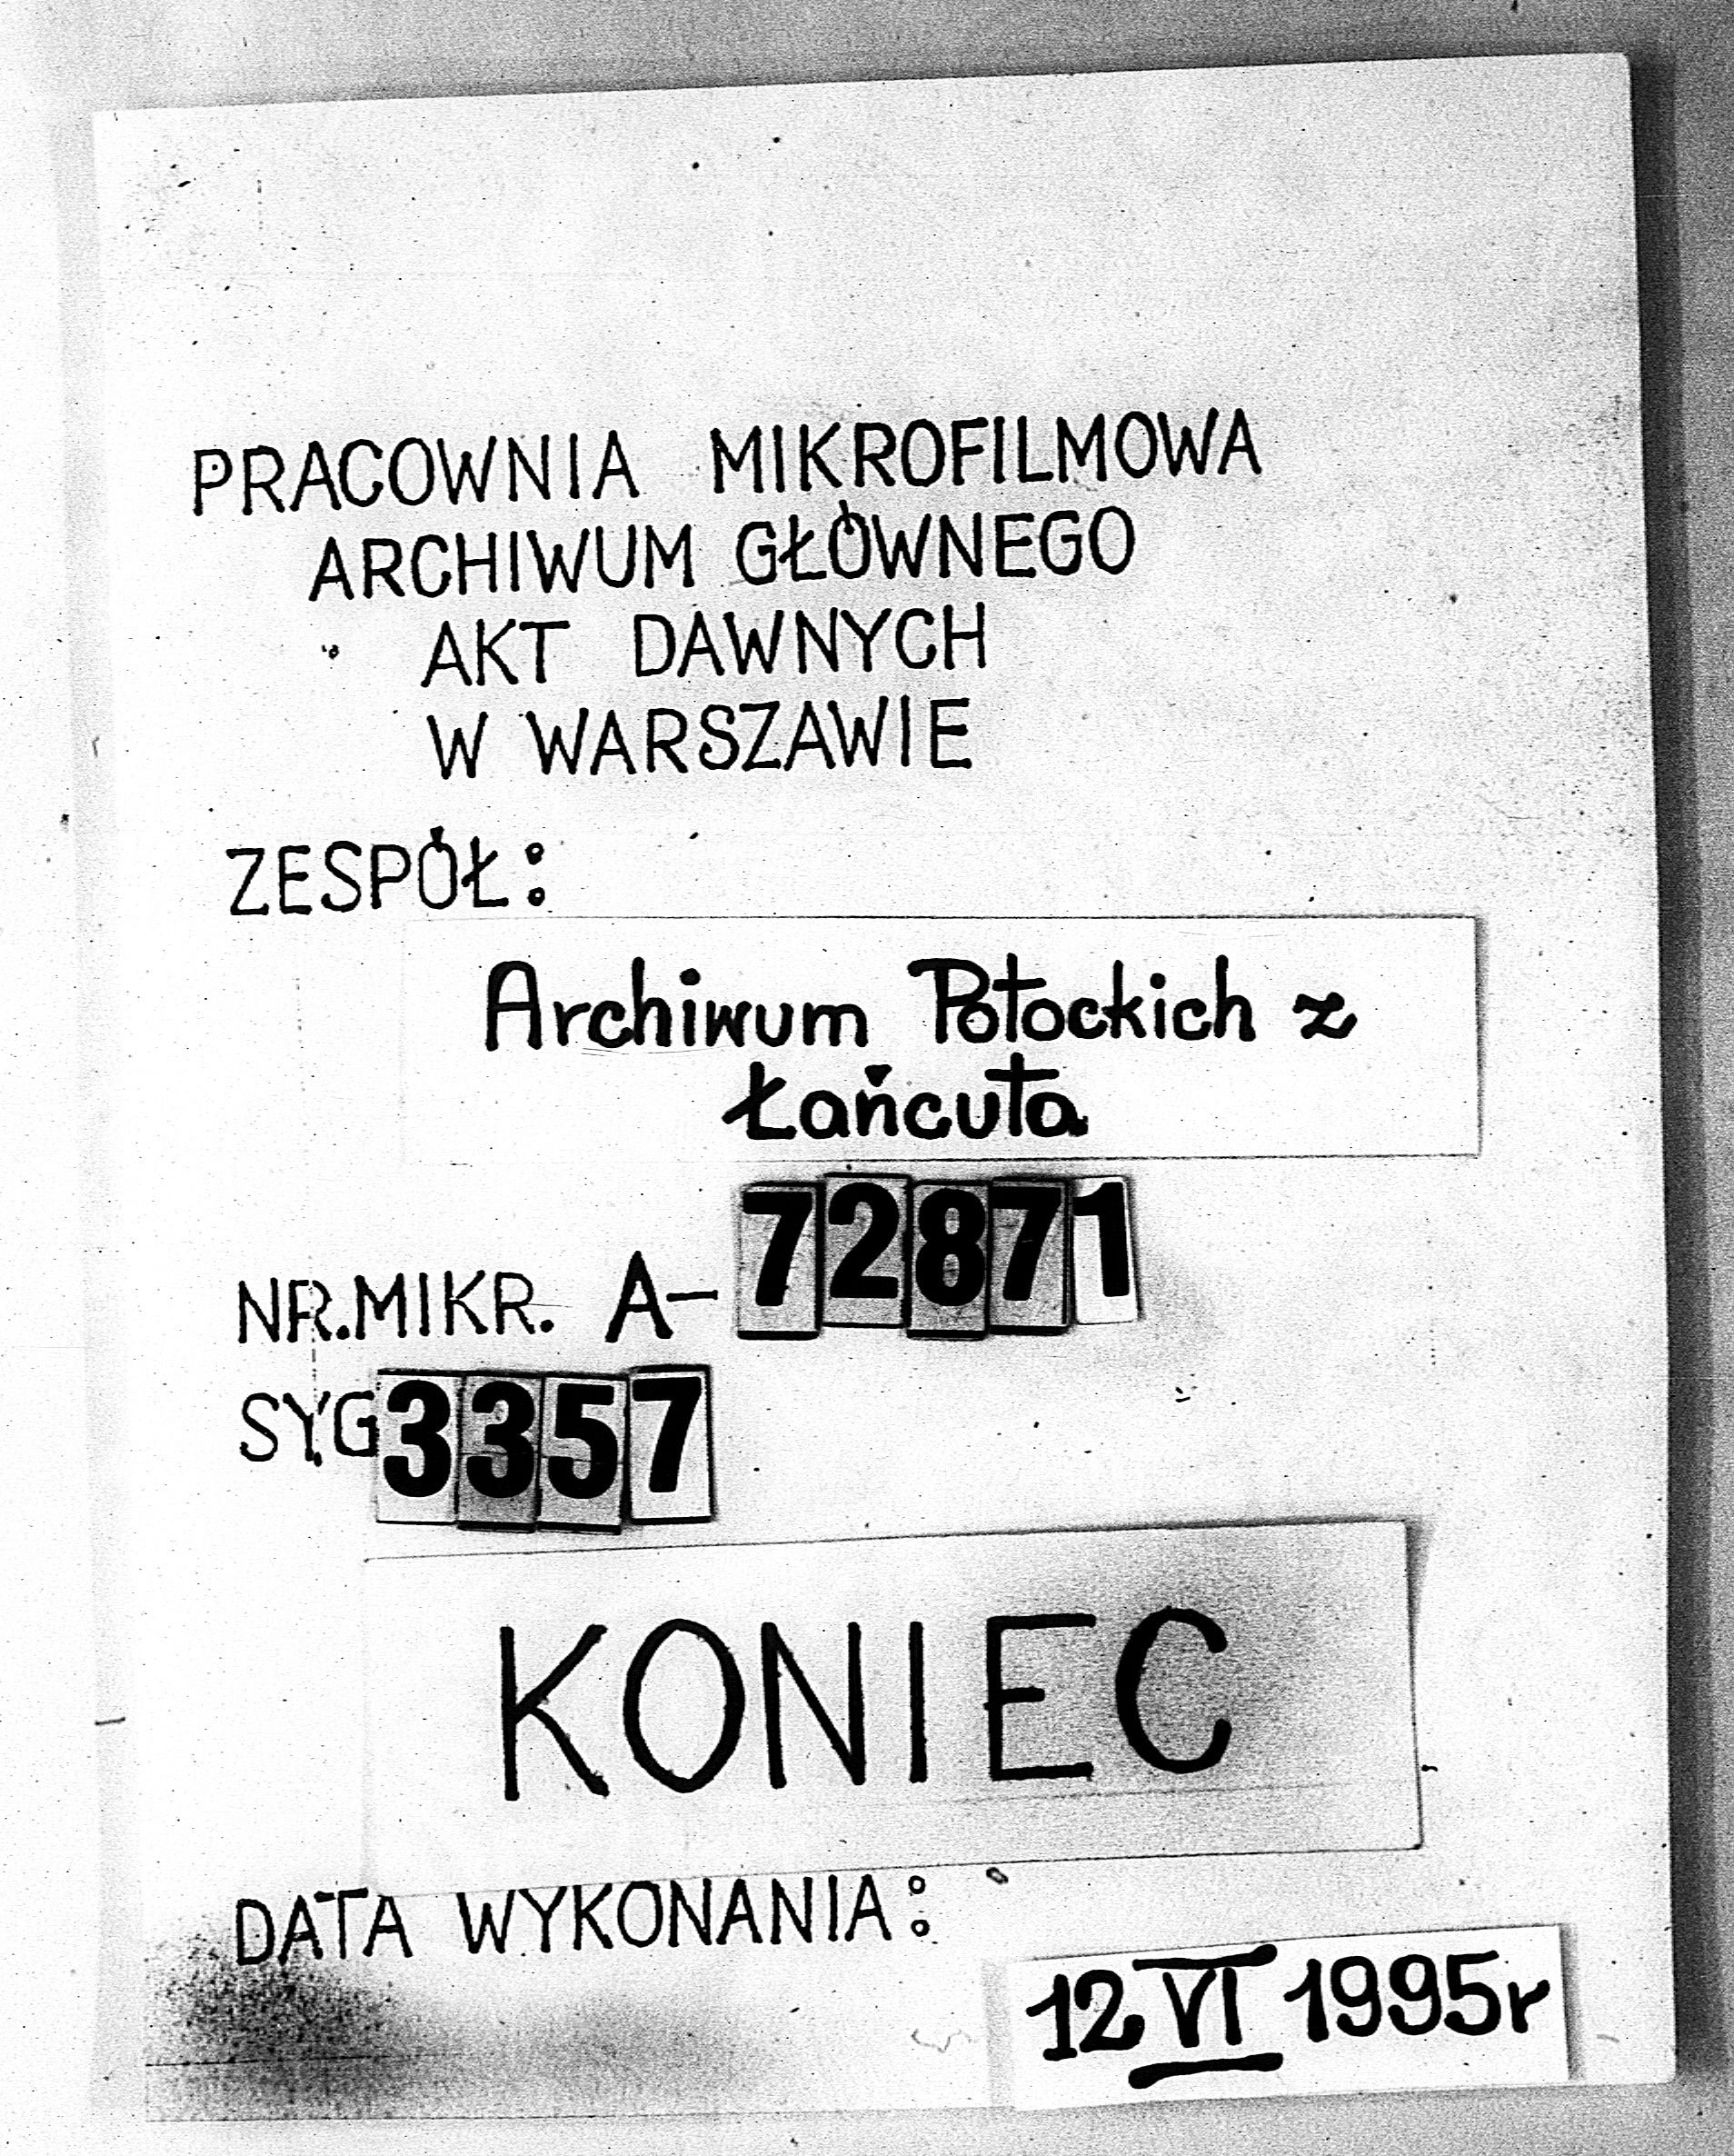 PRACOWNIA MIKROFILMOWA
ARCHIWUM GŁÓWNEGO
AKT DAWNYCH
W WARSZAWIE
ZESPÓŁ:
Archiwum Potockich z
Łańcuta
NR.MIKR. A-72871
SYG 3357
KONIEC
DATA WYKONANIA:
12 VI 1995r